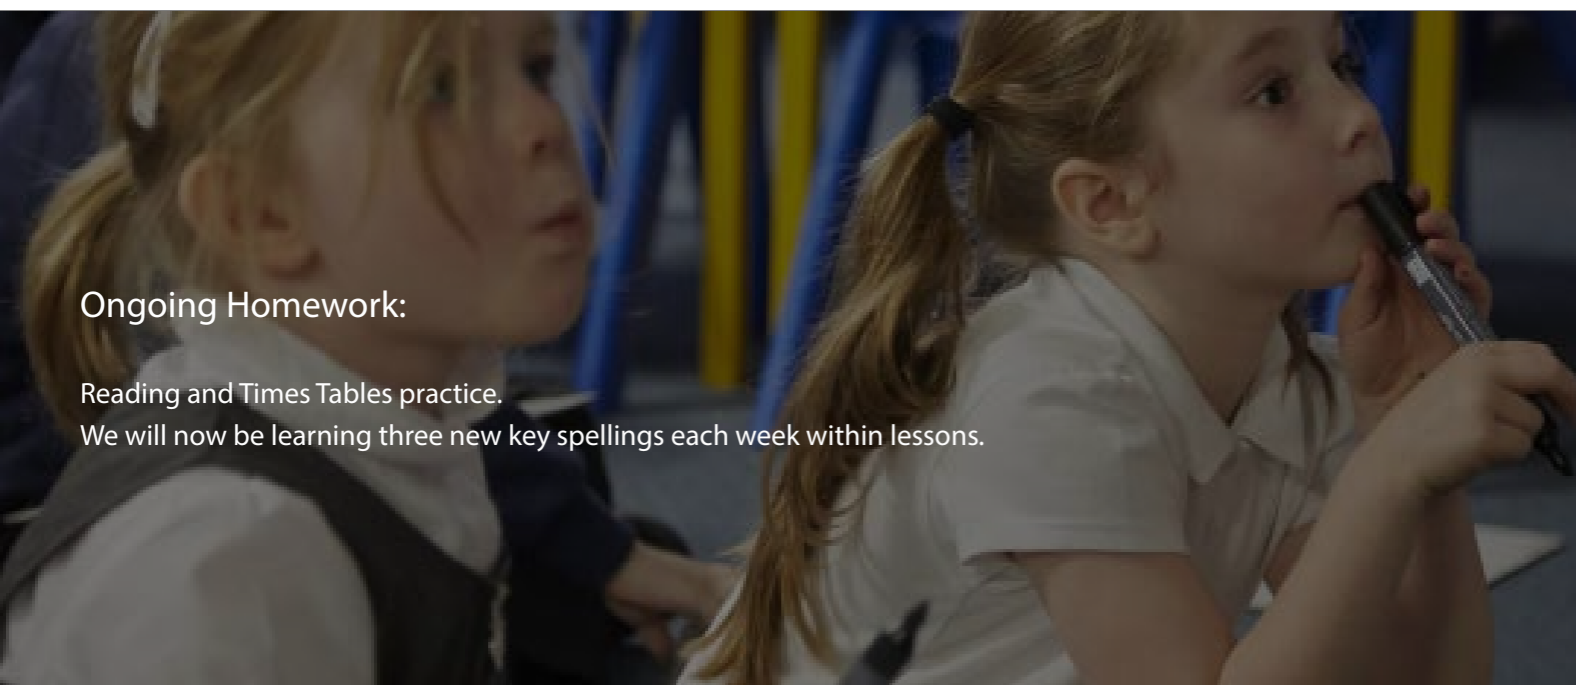 Ongoing Homework:
Reading and Times Tables practice.
We will now be learning three new key spellings each week within lessons.